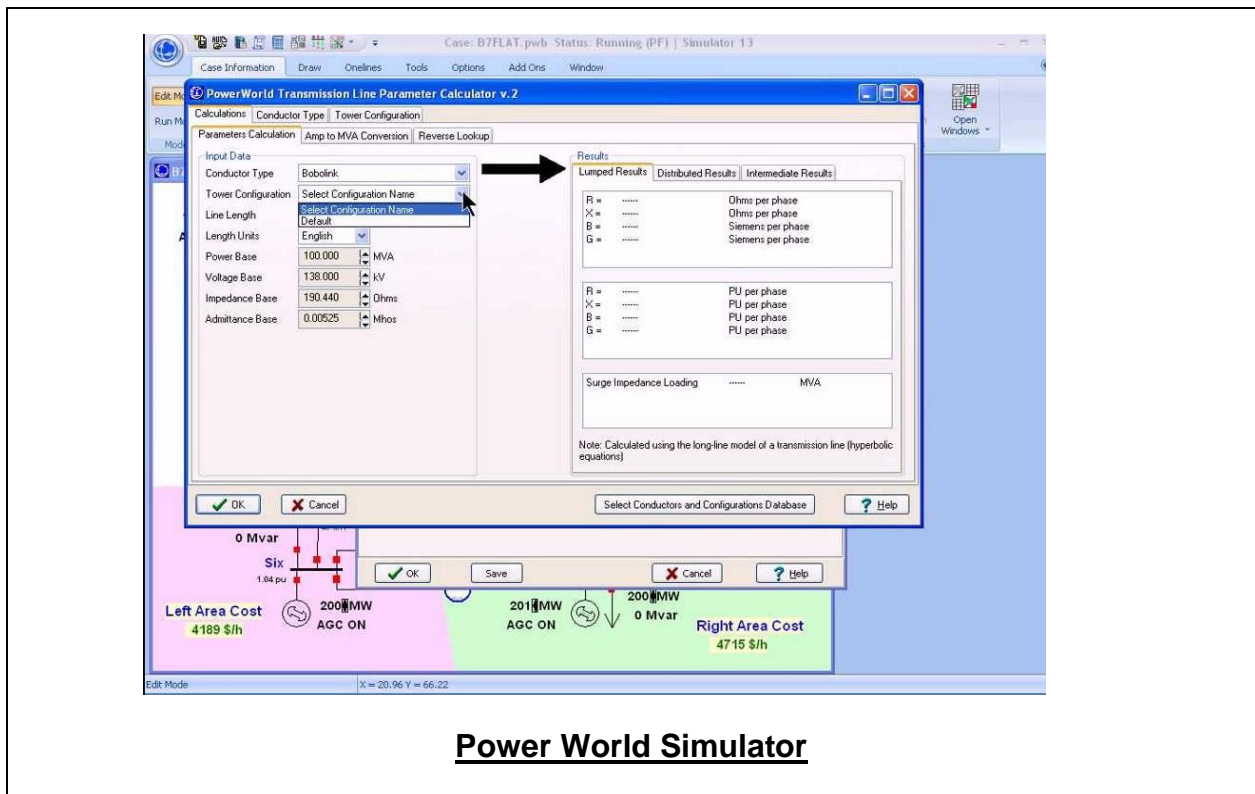 Case: B7FLAT.pwb Status: Running (PF) | Simulator 13
Case Information Draw Onelines Tools Options Add Ons Window
PowerWorld Transmission Line Parameter Calculator v.2
Edit
Run
Open
Windows
Calculations Conductor Type Tower Configuration
Parameters Calculation Amp to MVA Conversion Reverse Lookup
Input Data
Conductor Type Bobolink
Tower Configuration Select Configuration Name
Select Configuration Name
Default
Line Length
Length Units English
Power Base 100.000 MVA
Voltage Base 138.000 kV
Impedance Base 190.440 Ohms
Admittance Base 0.00525 Mhos
Results
Lumped Results Distributed Results Intermediate Results
R = ------ Ohms per phase
X = ------ Ohms per phase
B = ------ Siemens per phase
G = ------ Siemens per phase
R = ------ PU per phase
X = ------ PU per phase
B = ------ PU per phase
G = ------ PU per phase
Surge Impedance Loading ------ MVA
Note: Calculated using the long-line model of a transmission line (hyperbolic
equations)
OK Cancel Select Conductors and Configurations Database ? Help
0 Mvar
Six
1.04 pu
OK Save Cancel ? Help
Left Area Cost
4189 $/h
200 MW
AGC ON
201 MW
AGC ON
200 MW
0 Mvar
Right Area Cost
4715 $/h
Edit Mode X = 20.96 Y = 66.22
Power World Simulator